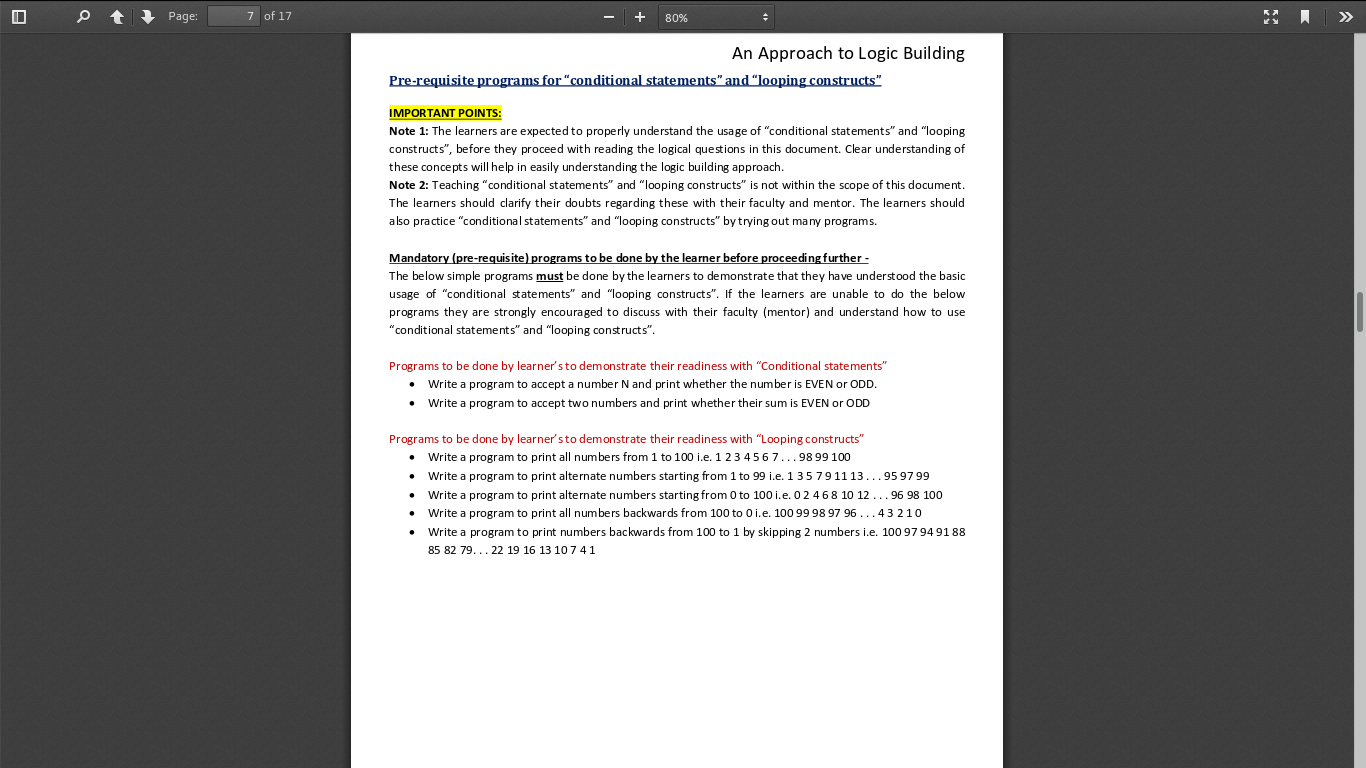 Page: 7 of 17 80%
An Approach to Logic Building
Pre-requisite programs for “conditional statements” and “looping constructs”
IMPORTANT POINTS:
Note 1: The learners are expected to properly understand the usage of “conditional statements” and “looping
constructs”, before they proceed with reading the logical questions in this document. Clear understanding of
these concepts will help in easily understanding the logic building approach.
Note 2: Teaching “conditional statements” and “looping constructs” is not within the scope of this document.
The learners should clarify their doubts regarding these with their faculty and mentor. The learners should
also practice “conditional statements” and “looping constructs” by trying out many programs.
Mandatory (pre-requisite) programs to be done by the learner before proceeding further -
The below simple programs must be done by the learners to demonstrate that they have understood the basic
usage of “conditional statements” and “looping constructs”. If the learners are unable to do the below
programs they are strongly encouraged to discuss with their faculty (mentor) and understand how to use
“conditional statements” and “looping constructs”.
Programs to be done by learner’s to demonstrate their readiness with “Conditional statements”
• Write a program to accept a number N and print whether the number is EVEN or ODD.
• Write a program to accept two numbers and print whether their sum is EVEN or ODD
Programs to be done by learner’s to demonstrate their readiness with “Looping constructs”
• Write a program to print all numbers from 1 to 100 i.e. 1 2 3 4 5 6 7 . . . 98 99 100
• Write a program to print alternate numbers starting from 1 to 99 i.e. 1 3 5 7 9 11 13 . . . 95 97 99
• Write a program to print alternate numbers starting from 0 to 100 i.e. 0 2 4 6 8 10 12 . . . 96 98 100
• Write a program to print all numbers backwards from 100 to 0 i.e. 100 99 98 97 96 . . . 4 3 2 1 0
• Write a program to print numbers backwards from 100 to 1 by skipping 2 numbers i.e. 100 97 94 91 88
85 82 79. . . 22 19 16 13 10 7 4 1